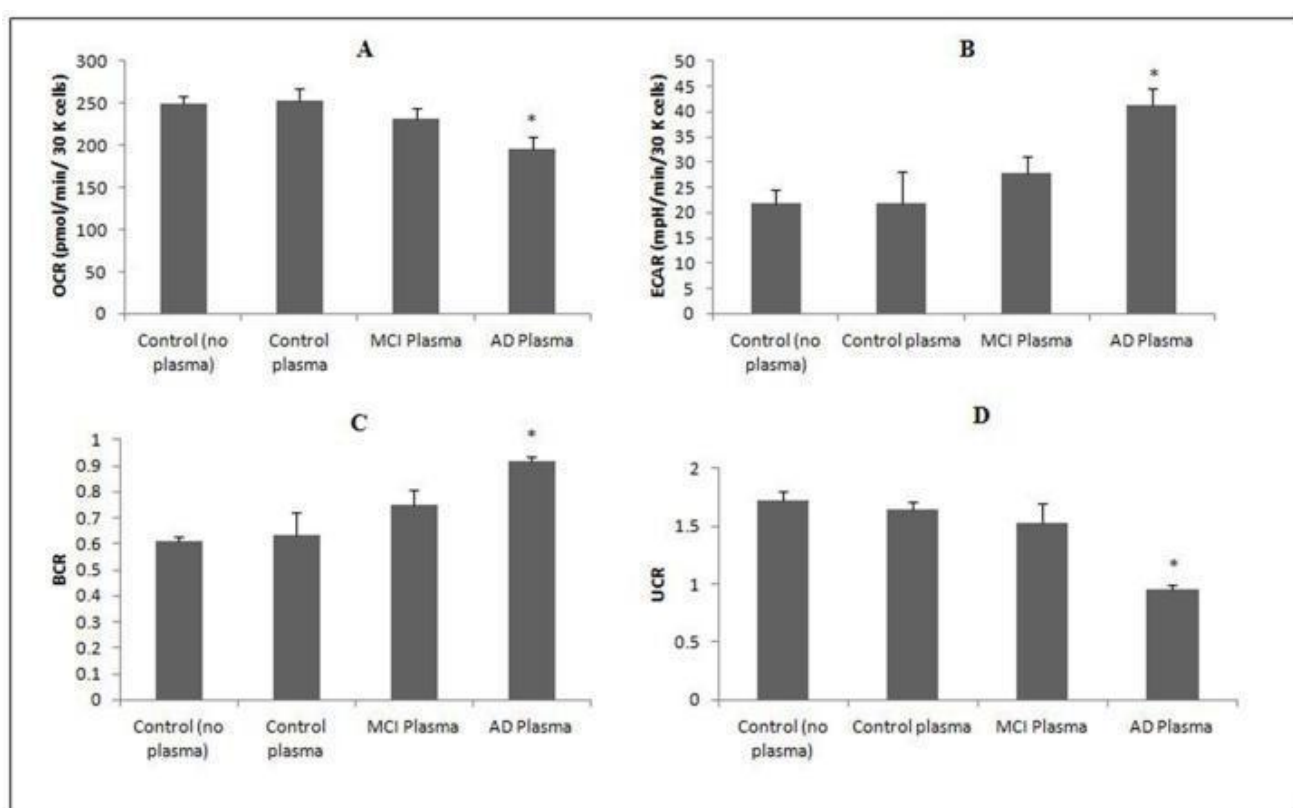 A
300
250
200
150
100
50
0
OCR (pmol/min/ 30 K cells)
*
Control (no
plasma)
Control
plasma
MCI Plasma
AD Plasma
B
50
45
40
35
30
25
20
15
10
5
0
ECAR (mpH/min/30 K cells)
*
Control (no
plasma)
Control plasma
MCI Plasma
AD Plasma
C
1
0.9
0.8
0.7
0.6
0.5
0.4
0.3
0.2
0.1
0
BCR
*
Control (no
plasma)
Control
plasma
MCI Plasma
AD Plasma
D
2
1.5
1
0.5
0
UCR
*
Control (no
plasma)
Control plasma
MCI Plasma
AD Plasma